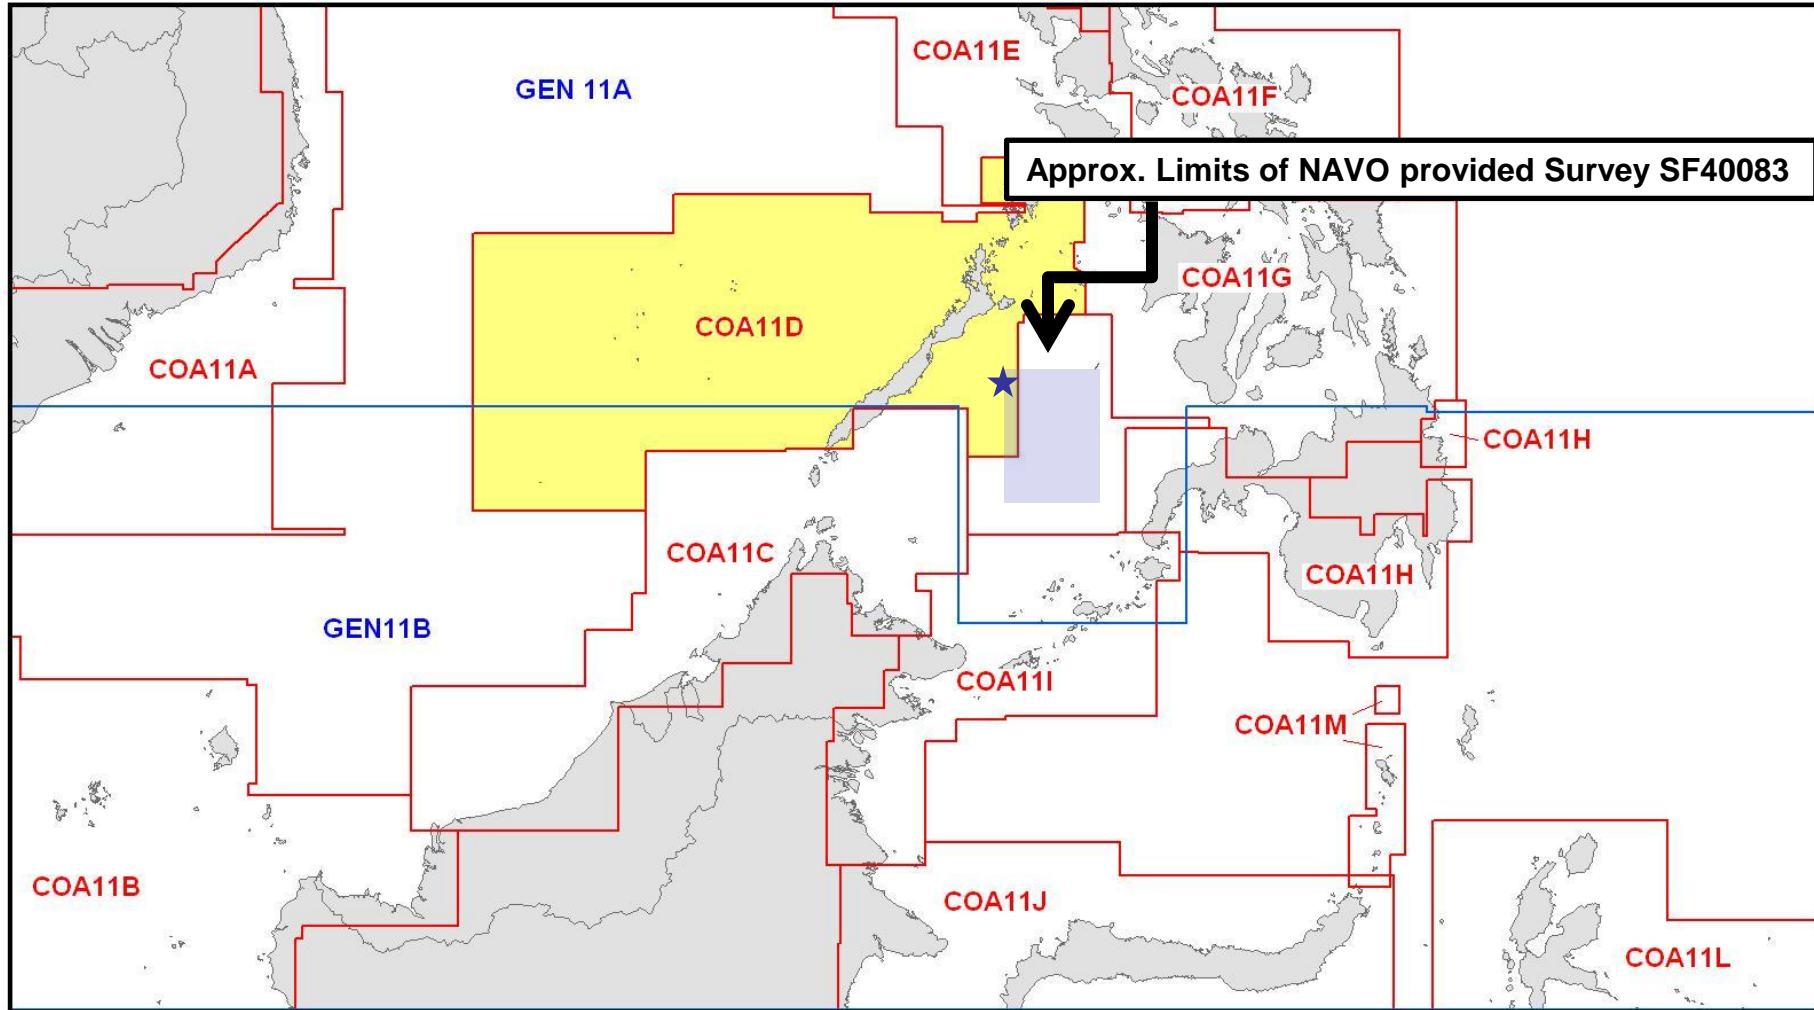 COA11E
GEN 11A
COA11F
Approx. Limits of NAVO provided Survey SF40083
COA11G
COA11D
COA11A
COA11H
COA11C
COA11H
GEN11B
COA11I
COA11M
COA11B
COA11J
COA11L